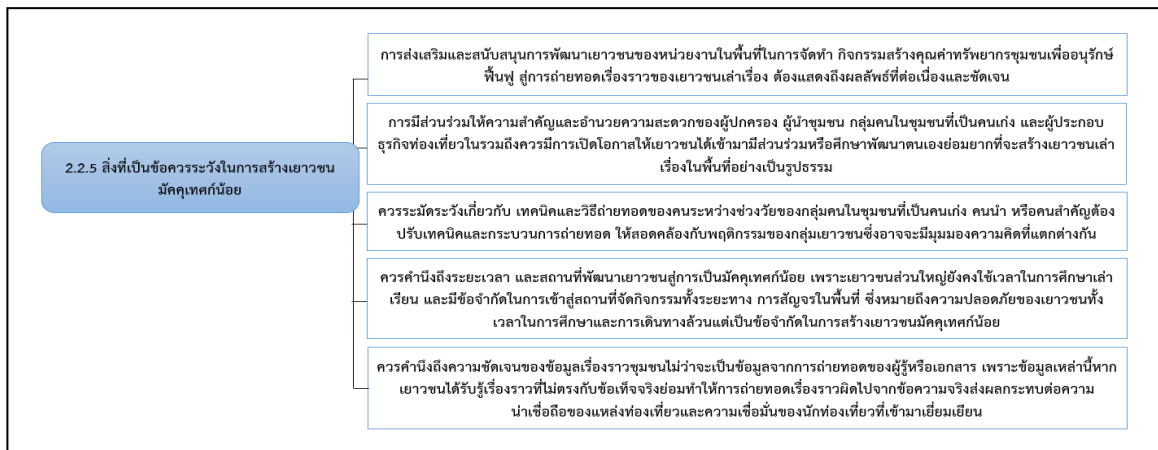 2.2.5 สิ่งที่เป็นข้อควรระวังในการสร้างเยาวชน
มัคคุเทศก์น้อย
การส่งเสริมและสนับสนุนการพัฒนาเยาวชนของหน่วยงานในพื้นที่ในการจัดทำ กิจกรรมสร้างคุณค่าทรัพยากรชุมชนเพื่ออนุรักษ์
ฟื้นฟู สู่การถ่ายทอดเรื่องราวของเยาวชนเล่าเรื่อง ต้องแสดงถึงผลลัพธ์ที่ต่อเนื่องและชัดเจน
การมีส่วนร่วมให้ความสำคัญและอำนวยความสะดวกของผู้ปกครอง ผู้นำชุมชน กลุ่มคนในชุมชนที่เป็นคนเก่ง และผู้ประกอบ
ธุรกิจท่องเที่ยวในรวมถึงควรมีการเปิดโอกาสให้เยาวชนได้เข้ามามีส่วนร่วมหรือศึกษาพัฒนาตนเองย่อมยากที่จะสร้างเยาวชนเล่า
เรื่องในพื้นที่อย่างเป็นรูปธรรม
ควรระมัดระวังเกี่ยวกับ เทคนิคและวิธีถ่ายทอดของคนระหว่างช่วงวัยของกลุ่มคนในชุมชนที่เป็นคนเก่ง คนนำ หรือคนสำคัญต้อง
ปรับเทคนิคและกระบวนการถ่ายทอด ให้สอดคล้องกับพฤติกรรมของกลุ่มเยาวชนซึ่งอาจจะมีมุมมองความคิดที่แตกต่างกัน
ควรคำนึงถึงระยะเวลา และสถานที่พัฒนาเยาวชนสู่การเป็นมัคคุเทศก์น้อย เพราะเยาวชนส่วนใหญ่ยังคงใช้เวลาในการศึกษาเล่า
เรียน และมีข้อจำกัดในการเข้าสู่สถานที่จัดกิจกรรมทั้งระยะทาง การสัญจรในพื้นที่ ซึ่งหมายถึงความปลอดภัยของเยาวชนทั้ง
เวลาในการศึกษาและการเดินทางล้วนแต่เป็นข้อจำกัดในการสร้างเยาวชนมัคคุเทศก์น้อย
ควรคำนึงถึงความชัดเจนของข้อมูลเรื่องราวชุมชนไม่ว่าจะเป็นข้อมูลจากการถ่ายทอดของผู้รู้หรือเอกสาร เพราะข้อมูลเหล่านี้หาก
เยาวชนได้รับรู้เรื่องราวที่ไม่ตรงกับข้อเท็จจริงย่อมทำให้การถ่ายทอดเรื่องราวผิดไปจากข้อความจริงส่งผลกระทบต่อความ
น่าเชื่อถือของแหล่งท่องเที่ยวและความเชื่อมั่นของนักท่องเที่ยวที่เข้ามาเยี่ยมเยียน